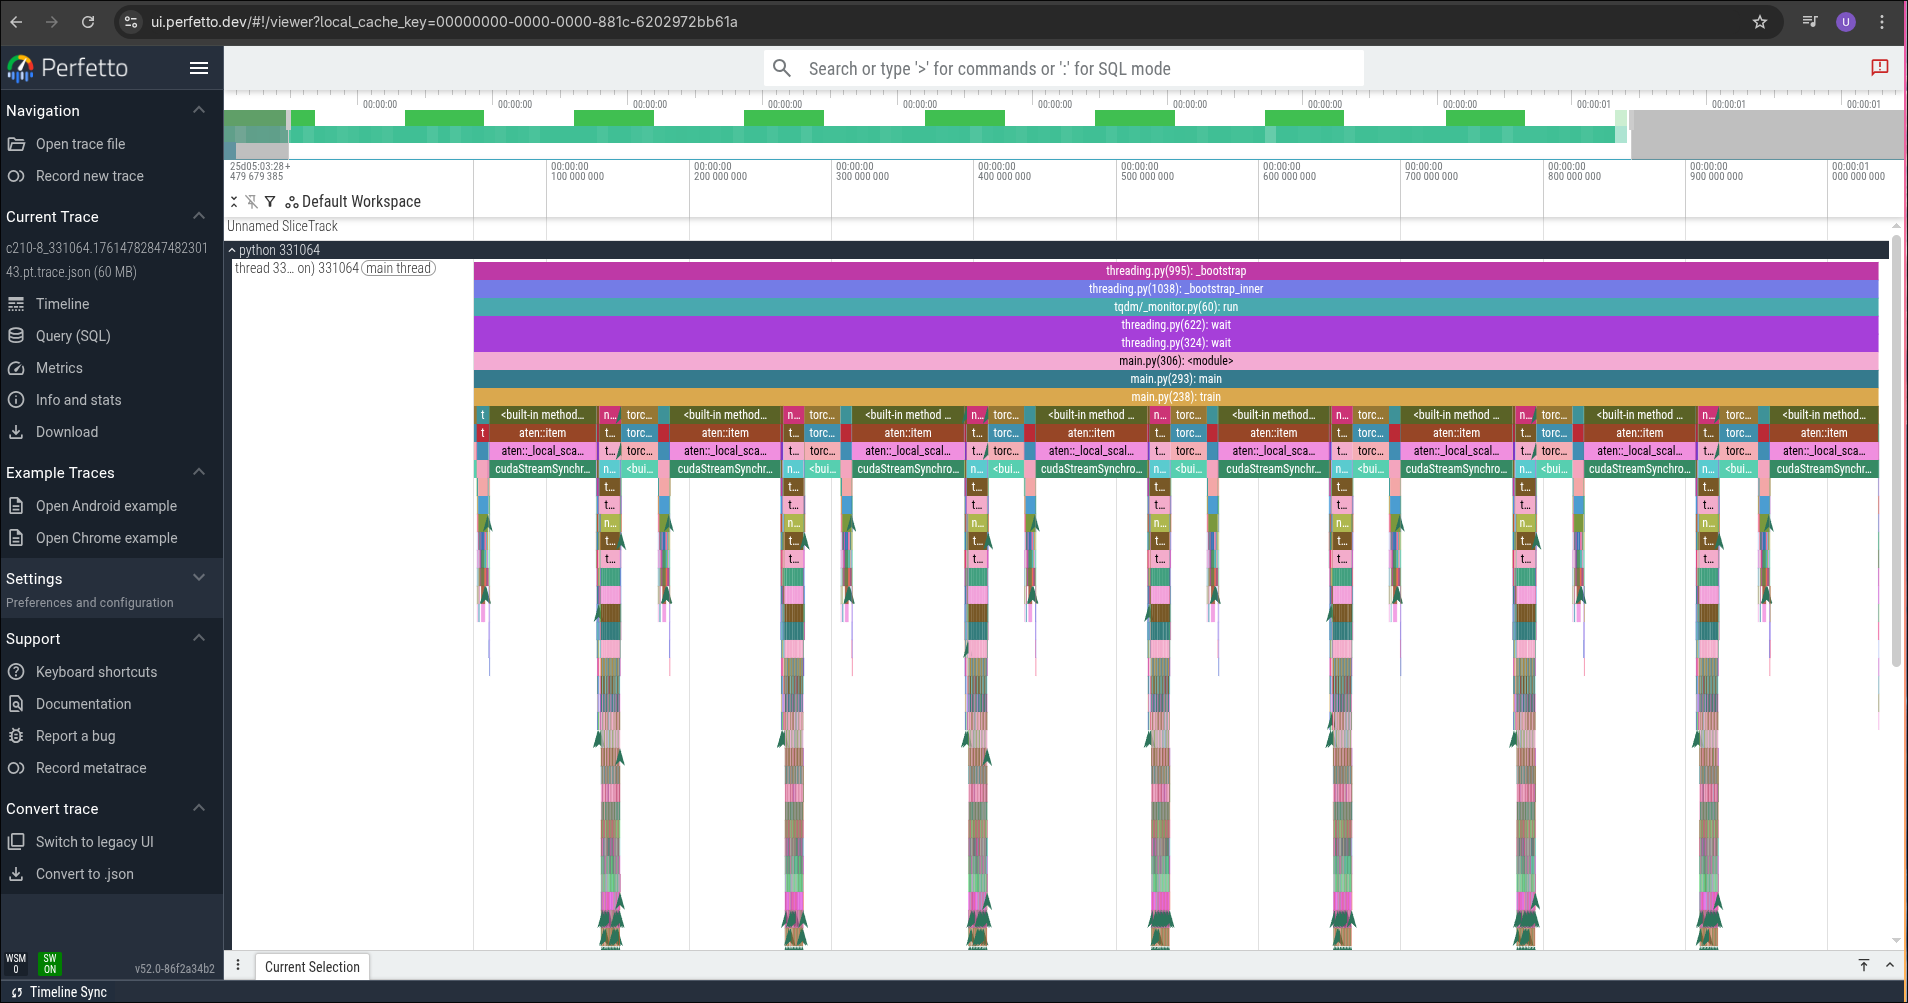 ui.perfetto.dev/#!/viewer?local_cache_key=00000000-0000-0000-881c-6202972bb61a
U
Perfetto
Search or type '>' for commands or ':' for SQL mode
Navigation
Open trace file
Record new trace
Current Trace
c210-8_331064.17614782847482301
43.pt.trace.json (60 MB)
Timeline
Query (SQL)
Metrics
Info and stats
Download
Example Traces
Open Android example
Open Chrome example
Settings
Preferences and configuration
Support
Keyboard shortcuts
Documentation
Report a bug
Record metatrace
Convert trace
Switch to legacy UI
Convert to .json
WSM
0
SW
ON
v52.0-86f2a34b2
00:00:00 00:00:00 00:00:00 00:00:00 00:00:00 00:00:00 00:00:00 00:00:00 00:00:00 00:00:01 00:00:01 00:00:01
25d05:03:28+ 00:00:00 00:00:00 00:00:00 00:00:00 00:00:00 00:00:00 00:00:00 00:00:00 00:00:00 00:00:01
479 679 385 100 000 000 200 000 000 300 000 000 400 000 000 500 000 000 600 000 000 700 000 000 800 000 000 900 000 000 000 000 000
Default Workspace
Unnamed SliceTrack
python 331064
thread 33... on) 331064 main thread
threading.py(995): _bootstrap
threading.py(1038): _bootstrap_inner
tqdm/_monitor.py(60): run
threading.py(622): wait
threading.py(324): wait
main.py(306): <module>
main.py(293): main
main.py(238): train
t <built-in method... n... torc... <built-in method... n... torc... <built-in method ... n... torc... <built-in method ... n... torc... <built-in method ... n... torc... <built-in method ... n... torc... <built-in method ... n... torc... <built-in method...
t aten::item t... torc... aten::item t... torc... aten::item t... torc... aten::item t... torc... aten::item t... torc... aten::item t... torc... aten::item t... torc... aten::item
aten::_local_sca... t... torc... aten::_local_sca... t... torc... aten::_local_scal... t... torc... aten::_local_scal... t... torc... aten::_local_scal... t... torc... aten::_local_scal... t... torc... aten::_local_scal... t... torc... aten::_local_scal...
cudaStreamSynchr... n... <bui... cudaStreamSynchr... n... <bui... cudaStreamSynchro... n... <bui... cudaStreamSynchro... n... <bui... cudaStreamSynchr... n... <bui... cudaStreamSynchro... n... <bui... cudaStreamSynchro... n... <bui... cudaStreamSynchr...
t... t... t... t... t... t... t...
t... t... t... t... t... t... t...
n... n... n... n... n... n... n...
t... t... t... t... t... t... t...
t... t... t... t... t... t... t...
Current Selection
Timeline Sync